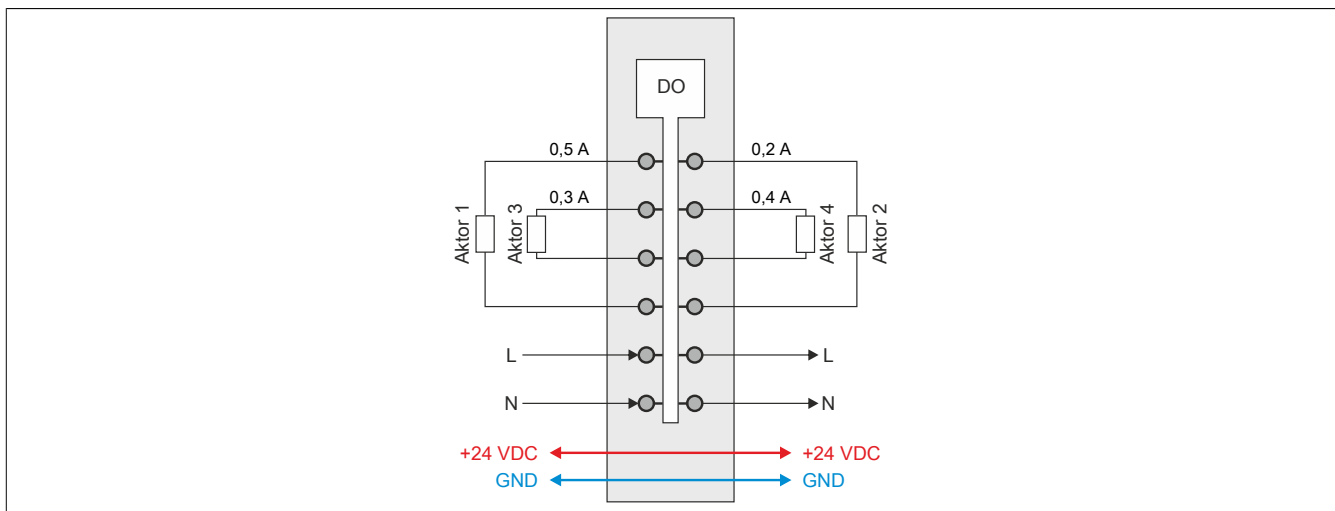 DO
0,5 A
0,2 A
0,3 A
0,4 A
Aktor 1
Aktor 3
Aktor 4
Aktor 2
L
L
N
N
+24 VDC
+24 VDC
GND
GND